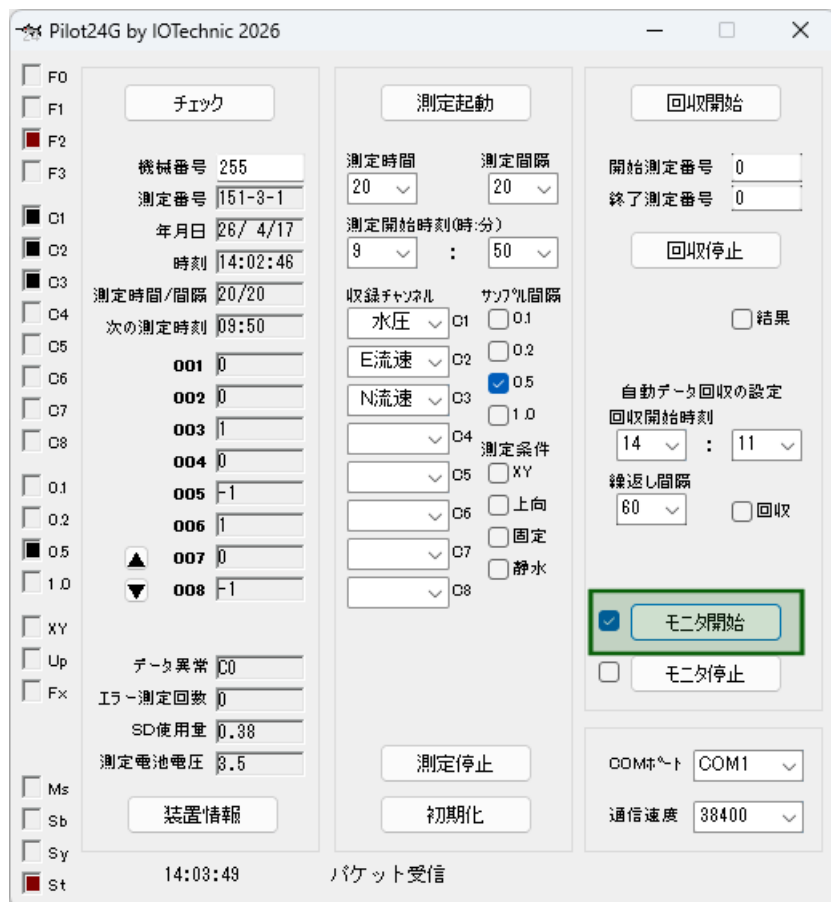 Pilot24G by IOTechnic 2026
F0
F1
F2
F3
C1
C2
C3
C4
C5
C6
C7
C8
0.1
0.2
0.5
1.0
XY
Up
Fx
Ms
Sb
Sy
St
チェック
機械番号 255
測定番号 151-3-1
年月日 26/ 4/17
時刻 14:02:46
測定時間/間隔 20/20
次の測定時刻 09:50
001 0
002 0
003 1
004 0
005 -1
006 1
▲ 007 0
▼ 008 -1
データ異常 C0
エラー測定回数 0
SD使用量 0.38
測定電池電圧 3.5
装置情報
測定起動
測定時間 測定間隔
20 20
測定開始時刻(時:分)
9 : 50
収録チャンネル サンプル間隔
水圧 C1 0.1
E流速 C2 0.2
N流速 C3 0.5
C4 1.0
測定条件
C5 XY
C6 上向
固定
C7 静水
C8
測定停止
初期化
回収開始
開始測定番号 0
終了測定番号 0
回収停止
結果
自動データ回収の設定
回収開始時刻
14 : 11
繰返し間隔
60 回収
モニタ開始
モニタ停止
COMポート COM1
通信速度 38400
14:03:49 パケット受信